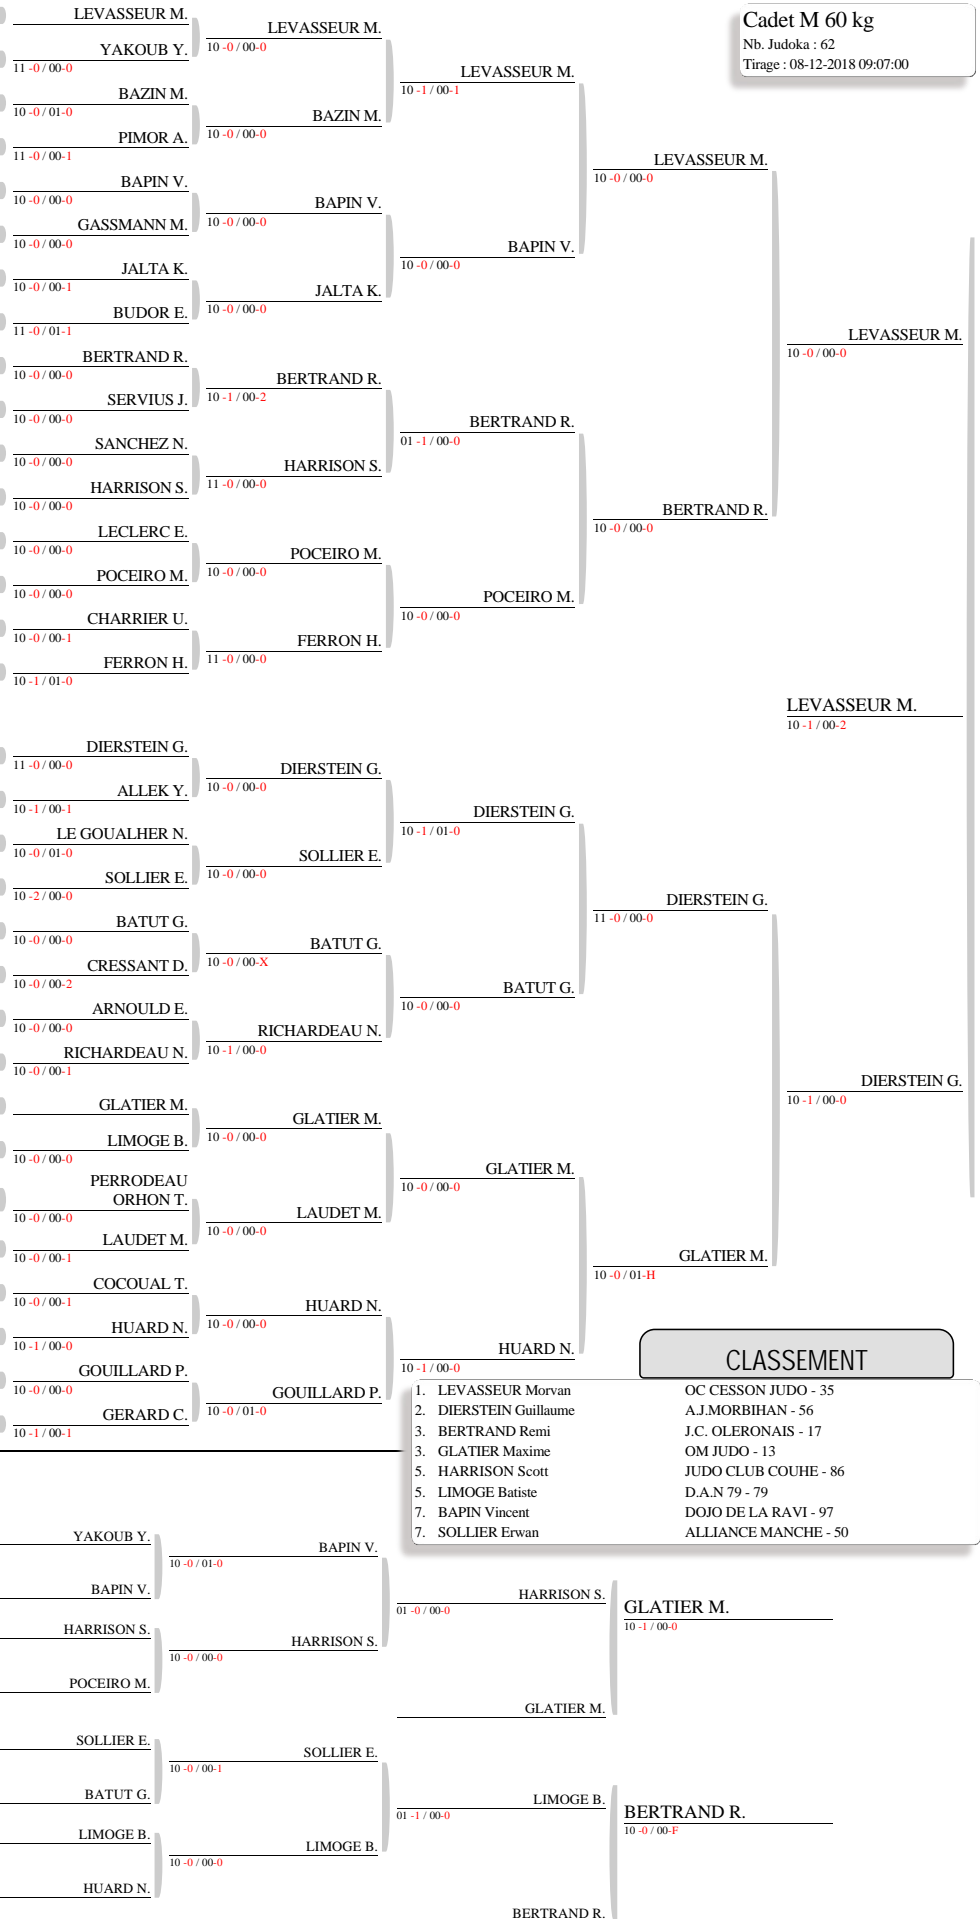 Cadet M 60 kg
Nb. Judoka : 62
Tirage : 08-12-2018 09:07:00
LEVASSEUR M.
YAKOUB Y.
11 -0 / 00-0
BAZIN M.
10 -0 / 01-0
PIMOR A.
11 -0 / 00-1
BAPIN V.
10 -0 / 00-0
GASSMANN M.
10 -0 / 00-0
JALTA K.
10 -0 / 00-1
BUDOR E.
11 -0 / 01-1
BERTRAND R.
10 -0 / 00-0
SERVIUS J.
10 -0 / 00-0
SANCHEZ N.
10 -0 / 00-0
HARRISON S.
10 -0 / 00-0
LECLERC E.
10 -0 / 00-0
POCEIRO M.
10 -0 / 00-0
CHARRIER U.
10 -0 / 00-1
FERRON H.
10 -1 / 01-0
DIERSTEIN G.
11 -0 / 00-0
ALLEK Y.
10 -1 / 00-1
LE GOUALHER N.
10 -0 / 01-0
SOLLIER E.
10 -2 / 00-0
BATUT G.
10 -0 / 00-0
CRESSANT D.
10 -0 / 00-2
ARNOULD E.
10 -0 / 00-0
RICHARDEAU N.
10 -0 / 00-1
GLATIER M.
LIMOGE B.
10 -0 / 00-0
PERRODEAU
ORHON T.
10 -0 / 00-0
LAUDET M.
10 -0 / 00-1
COCOUAL T.
10 -0 / 00-1
HUARD N.
10 -1 / 00-0
GOUILLARD P.
10 -0 / 00-0
GERARD C.
10 -1 / 00-1
LEVASSEUR M.
10 -0 / 00-0
BAZIN M.
10 -0 / 00-0
BAPIN V.
10 -0 / 00-0
JALTA K.
10 -0 / 00-0
BERTRAND R.
10 -1 / 00-2
HARRISON S.
11 -0 / 00-0
POCEIRO M.
10 -0 / 00-0
FERRON H.
11 -0 / 00-0
DIERSTEIN G.
10 -0 / 00-0
SOLLIER E.
10 -0 / 00-0
BATUT G.
10 -0 / 00-X
RICHARDEAU N.
10 -1 / 00-0
GLATIER M.
10 -0 / 00-0
LAUDET M.
10 -0 / 00-0
HUARD N.
10 -0 / 00-0
GOUILLARD P.
10 -0 / 01-0
LEVASSEUR M.
10 -1 / 00-1
BAPIN V.
10 -0 / 00-0
BERTRAND R.
01 -1 / 00-0
POCEIRO M.
10 -0 / 00-0
DIERSTEIN G.
10 -1 / 01-0
BATUT G.
10 -0 / 00-0
GLATIER M.
10 -0 / 00-0
HUARD N.
10 -1 / 00-0
LEVASSEUR M.
10 -0 / 00-0
BERTRAND R.
10 -0 / 00-0
DIERSTEIN G.
11 -0 / 00-0
GLATIER M.
10 -0 / 01-H
LEVASSEUR M.
10 -0 / 00-0
LEVASSEUR M.
10 -1 / 00-2
DIERSTEIN G.
10 -1 / 00-0
CLASSEMENT
1. LEVASSEUR Morvan OC CESSON JUDO - 35
2. DIERSTEIN Guillaume A.J.MORBIHAN - 56
3. BERTRAND Remi J.C. OLERONAIS - 17
3. GLATIER Maxime OM JUDO - 13
5. HARRISON Scott JUDO CLUB COUHE - 86
5. LIMOGE Batiste D.A.N 79 - 79
7. BAPIN Vincent DOJO DE LA RAVI - 97
7. SOLLIER Erwan ALLIANCE MANCHE - 50
YAKOUB Y.
BAPIN V.
HARRISON S.
POCEIRO M.
SOLLIER E.
BATUT G.
LIMOGE B.
HUARD N.
BAPIN V.
10 -0 / 01-0
HARRISON S.
10 -0 / 00-0
SOLLIER E.
10 -0 / 00-1
LIMOGE B.
10 -0 / 00-0
HARRISON S.
01 -0 / 00-0
GLATIER M.
LIMOGE B.
01 -1 / 00-0
BERTRAND R.
GLATIER M.
10 -1 / 00-0
BERTRAND R.
10 -0 / 00-F